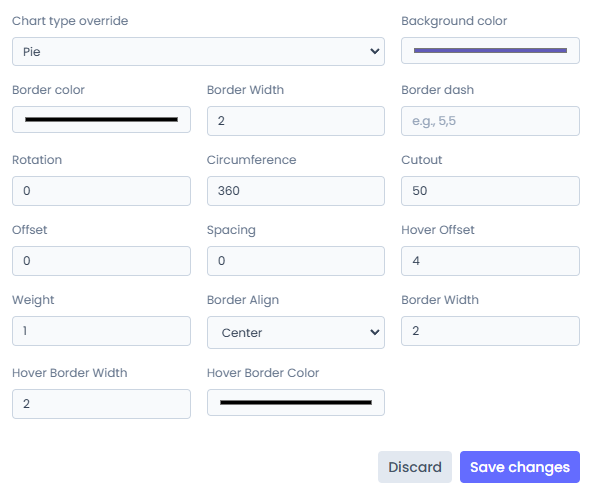 Chart type override Background color
Pie
Border color Border Width Border dash
2 e.g., 5,5
Rotation Circumference Cutout
0 360 50
Offset Spacing Hover Offset
0 0 4
Weight Border Align Border Width
1 Center 2
Hover Border Width Hover Border Color
2
Discard Save changes